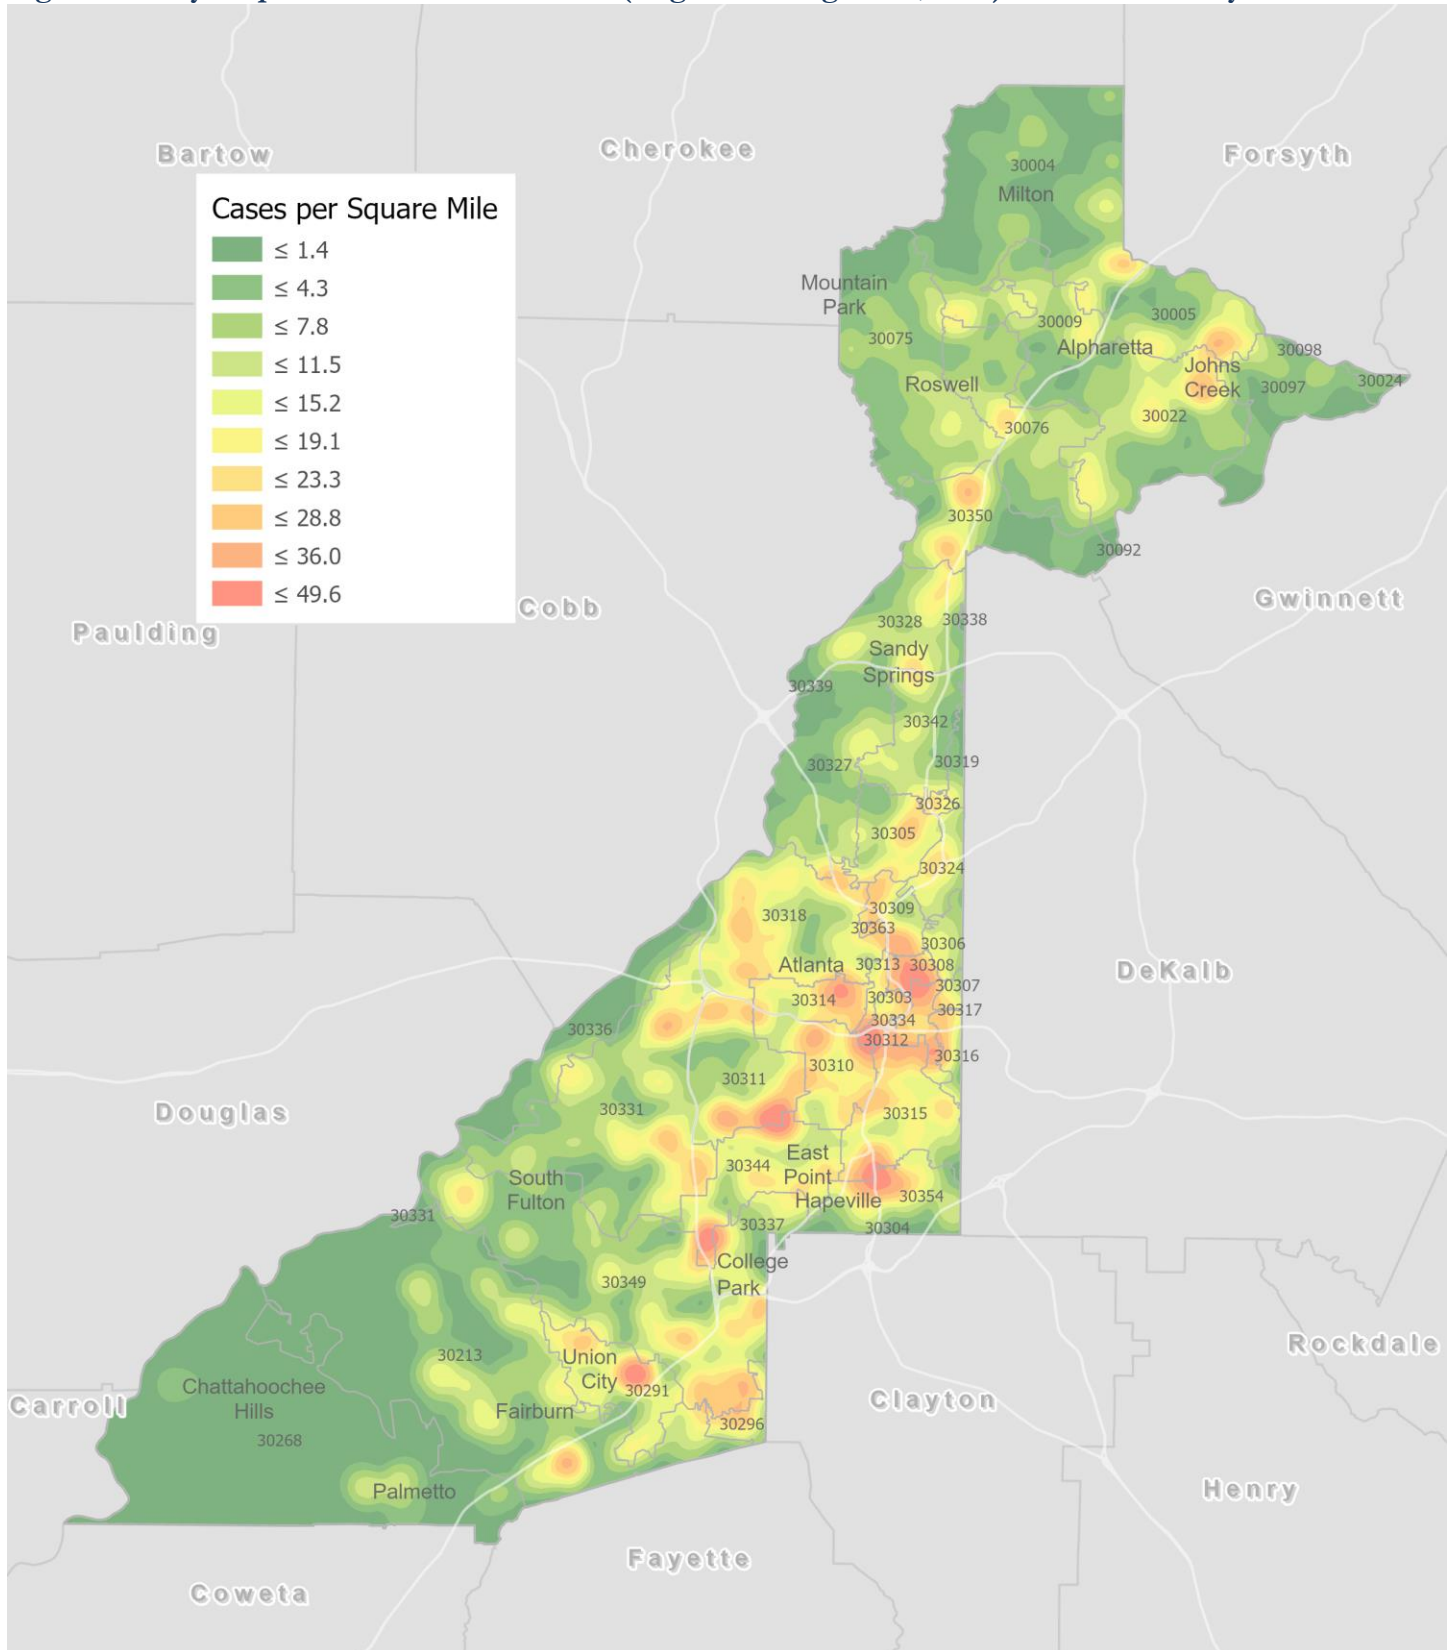 Bartow
Cherokee
Forsyth
Cases per Square Mile
≤ 1.4
≤ 4.3
≤ 7.8
≤ 11.5
≤ 15.2
≤ 19.1
≤ 23.3
≤ 28.8
≤ 36.0
≤ 49.6
30004
Milton
Mountain
Park
30075
30009
30005
Alpharetta
30098
Johns
Creek
30097
30024
Roswell
30022
30076
30350
30092
Cobb
Gwinnett
Paulding
30328
30338
Sandy
Springs
30339
30342
30327
30319
30326
30305
30324
30318
30309
30363
30306
Atlanta
30313
30308
30307
30314
30303
30317
30334
30336
30312
30316
30310
30311
DeKalb
Douglas
30331
30315
East
Point
30344
South
Fulton
Hapeville
30354
30331
30337
30304
College
Park
30349
Rockdale
30213
Union
City
30291
Chattahoochee
Hills
Carroll
Fairburn
30296
Clayton
30268
Palmetto
Henry
Fayette
Coweta